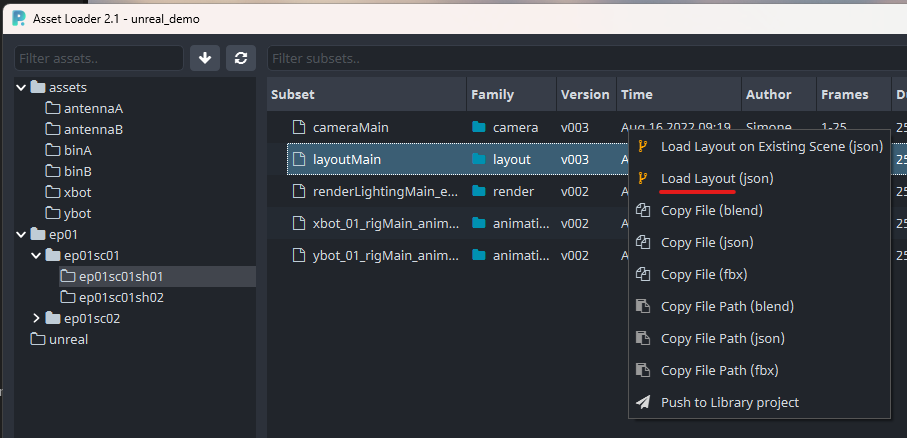 Asset Loader 2.1 - unreal_demo
Filter assets..
Filter subsets..
assets
antennaA
antennaB
binA
binB
xbot
ybot
ep01
ep01sc01
ep01sc01sh01
ep01sc01sh02
ep01sc02
unreal
Subset Family Version Time Author Frames
cameraMain camera v003 Aug 16 2022 09:19 Simone 1-25 25
layoutMain layout v003 25
renderLightingMain_e... render v002 25
xbot_01_rigMain_anim... animati... v002 25
ybot_01_rigMain_anim... animati... v002 25
Load Layout on Existing Scene (json)
Load Layout (json)
Copy File (blend)
Copy File (json)
Copy File (fbx)
Copy File Path (blend)
Copy File Path (json)
Copy File Path (fbx)
Push to Library project